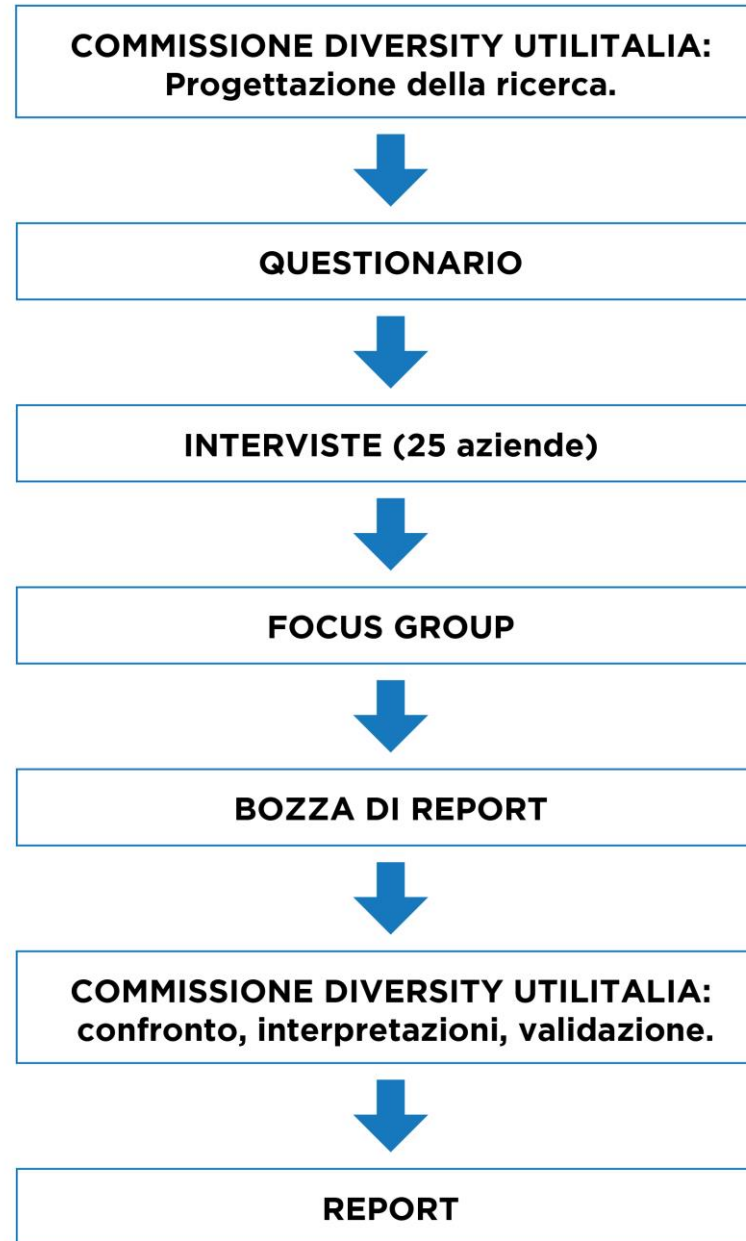 COMMISSIONE DIVERSITY UTILITALIA:
Progettazione della ricerca.
QUESTIONARIO
INTERVISTE (25 aziende)
FOCUS GROUP
BOZZA DI REPORT
COMMISSIONE DIVERSITY UTILITALIA:
confronto, interpretazioni, validazione.
REPORT